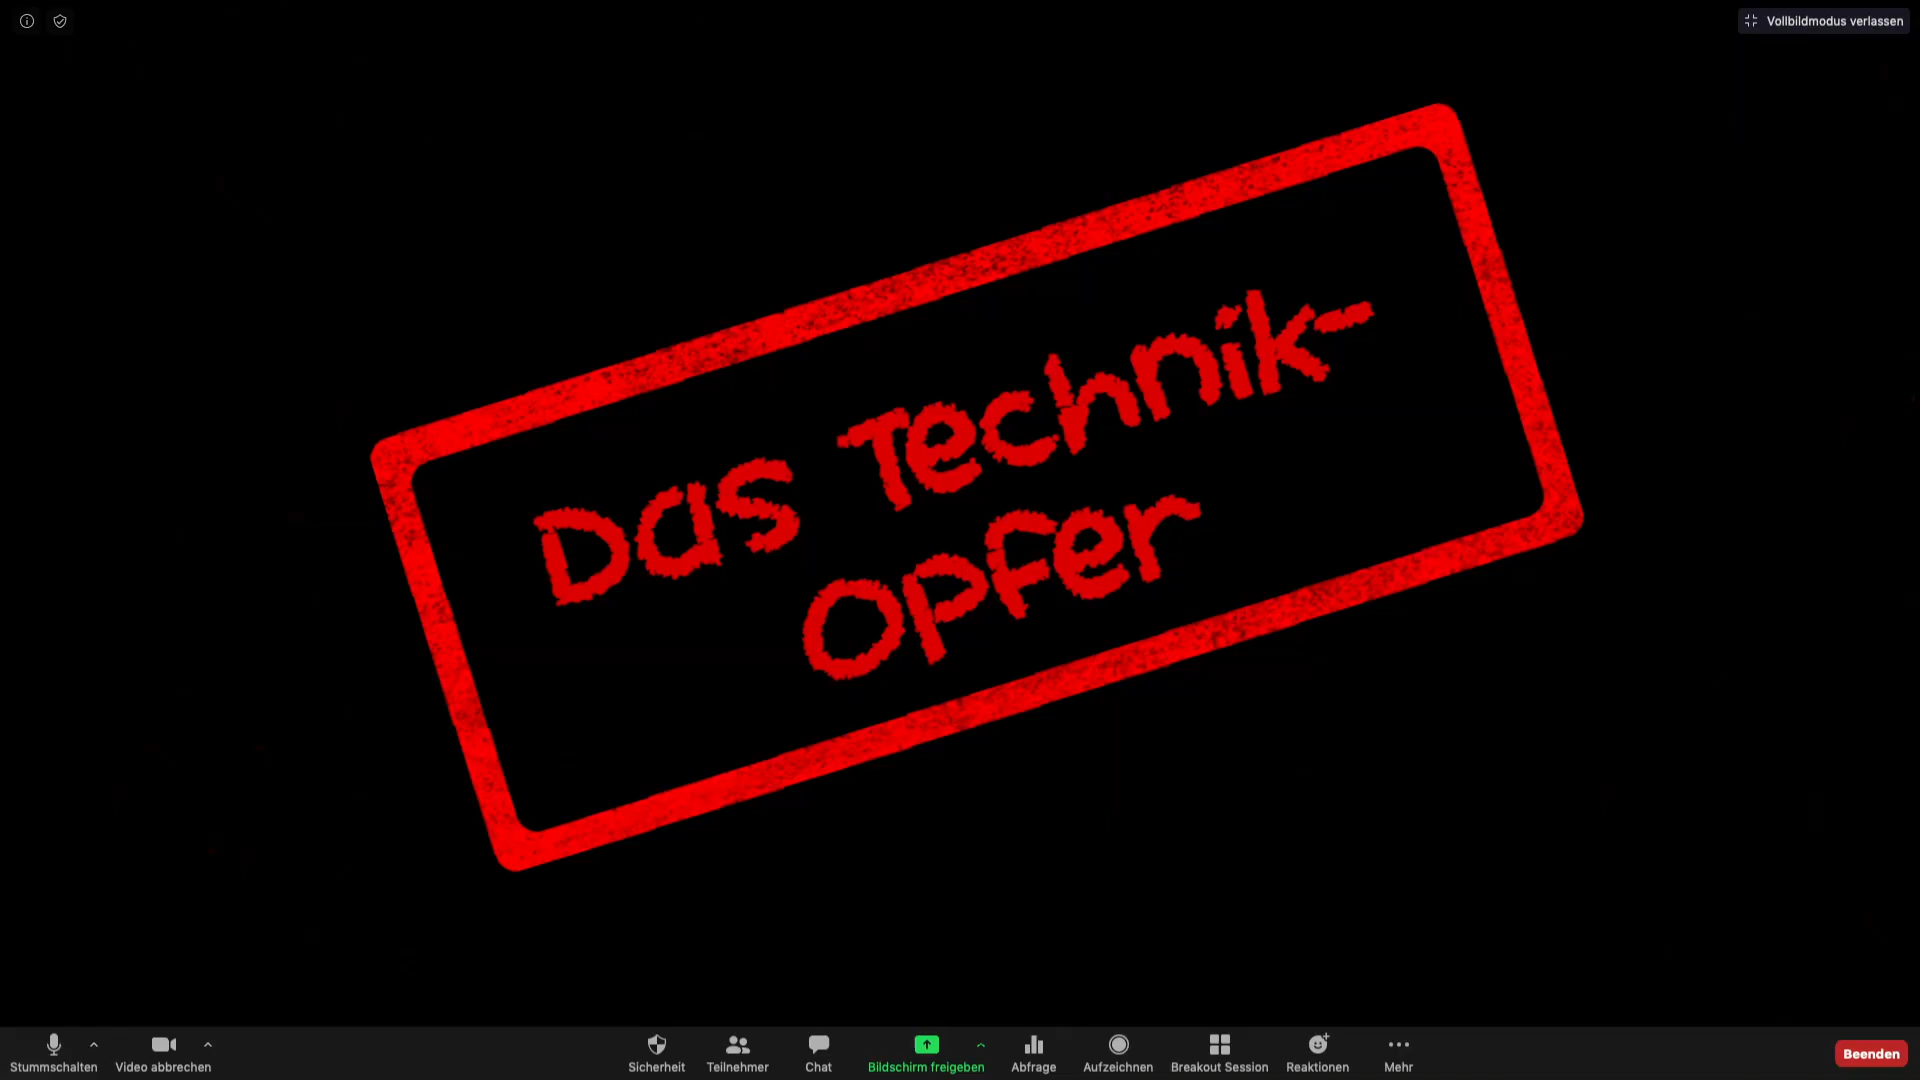 Vollbildmodus verlassen
Das Technik-
Opfer
Stummschalten
Video abbrechen
Sicherheit
Teilnehmer
Chat
Bildschirm freigeben
Abfrage
Aufzeichnen
Breakout Session
Reaktionen
Mehr
Beenden